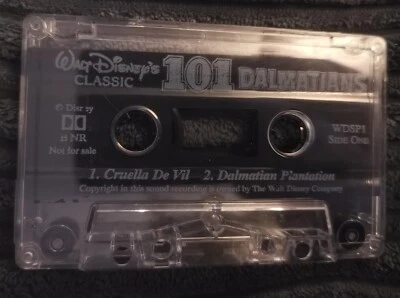 Walt Disney's
CLASSIC
101 DALMATIANS
© Disney
B NR
Not for sale
WDSP1
SIDE ONE
1. Cruella De Vil 2. Dalmatian Plantation
Copyright in this sound recording is owned by The Walt Disney Company